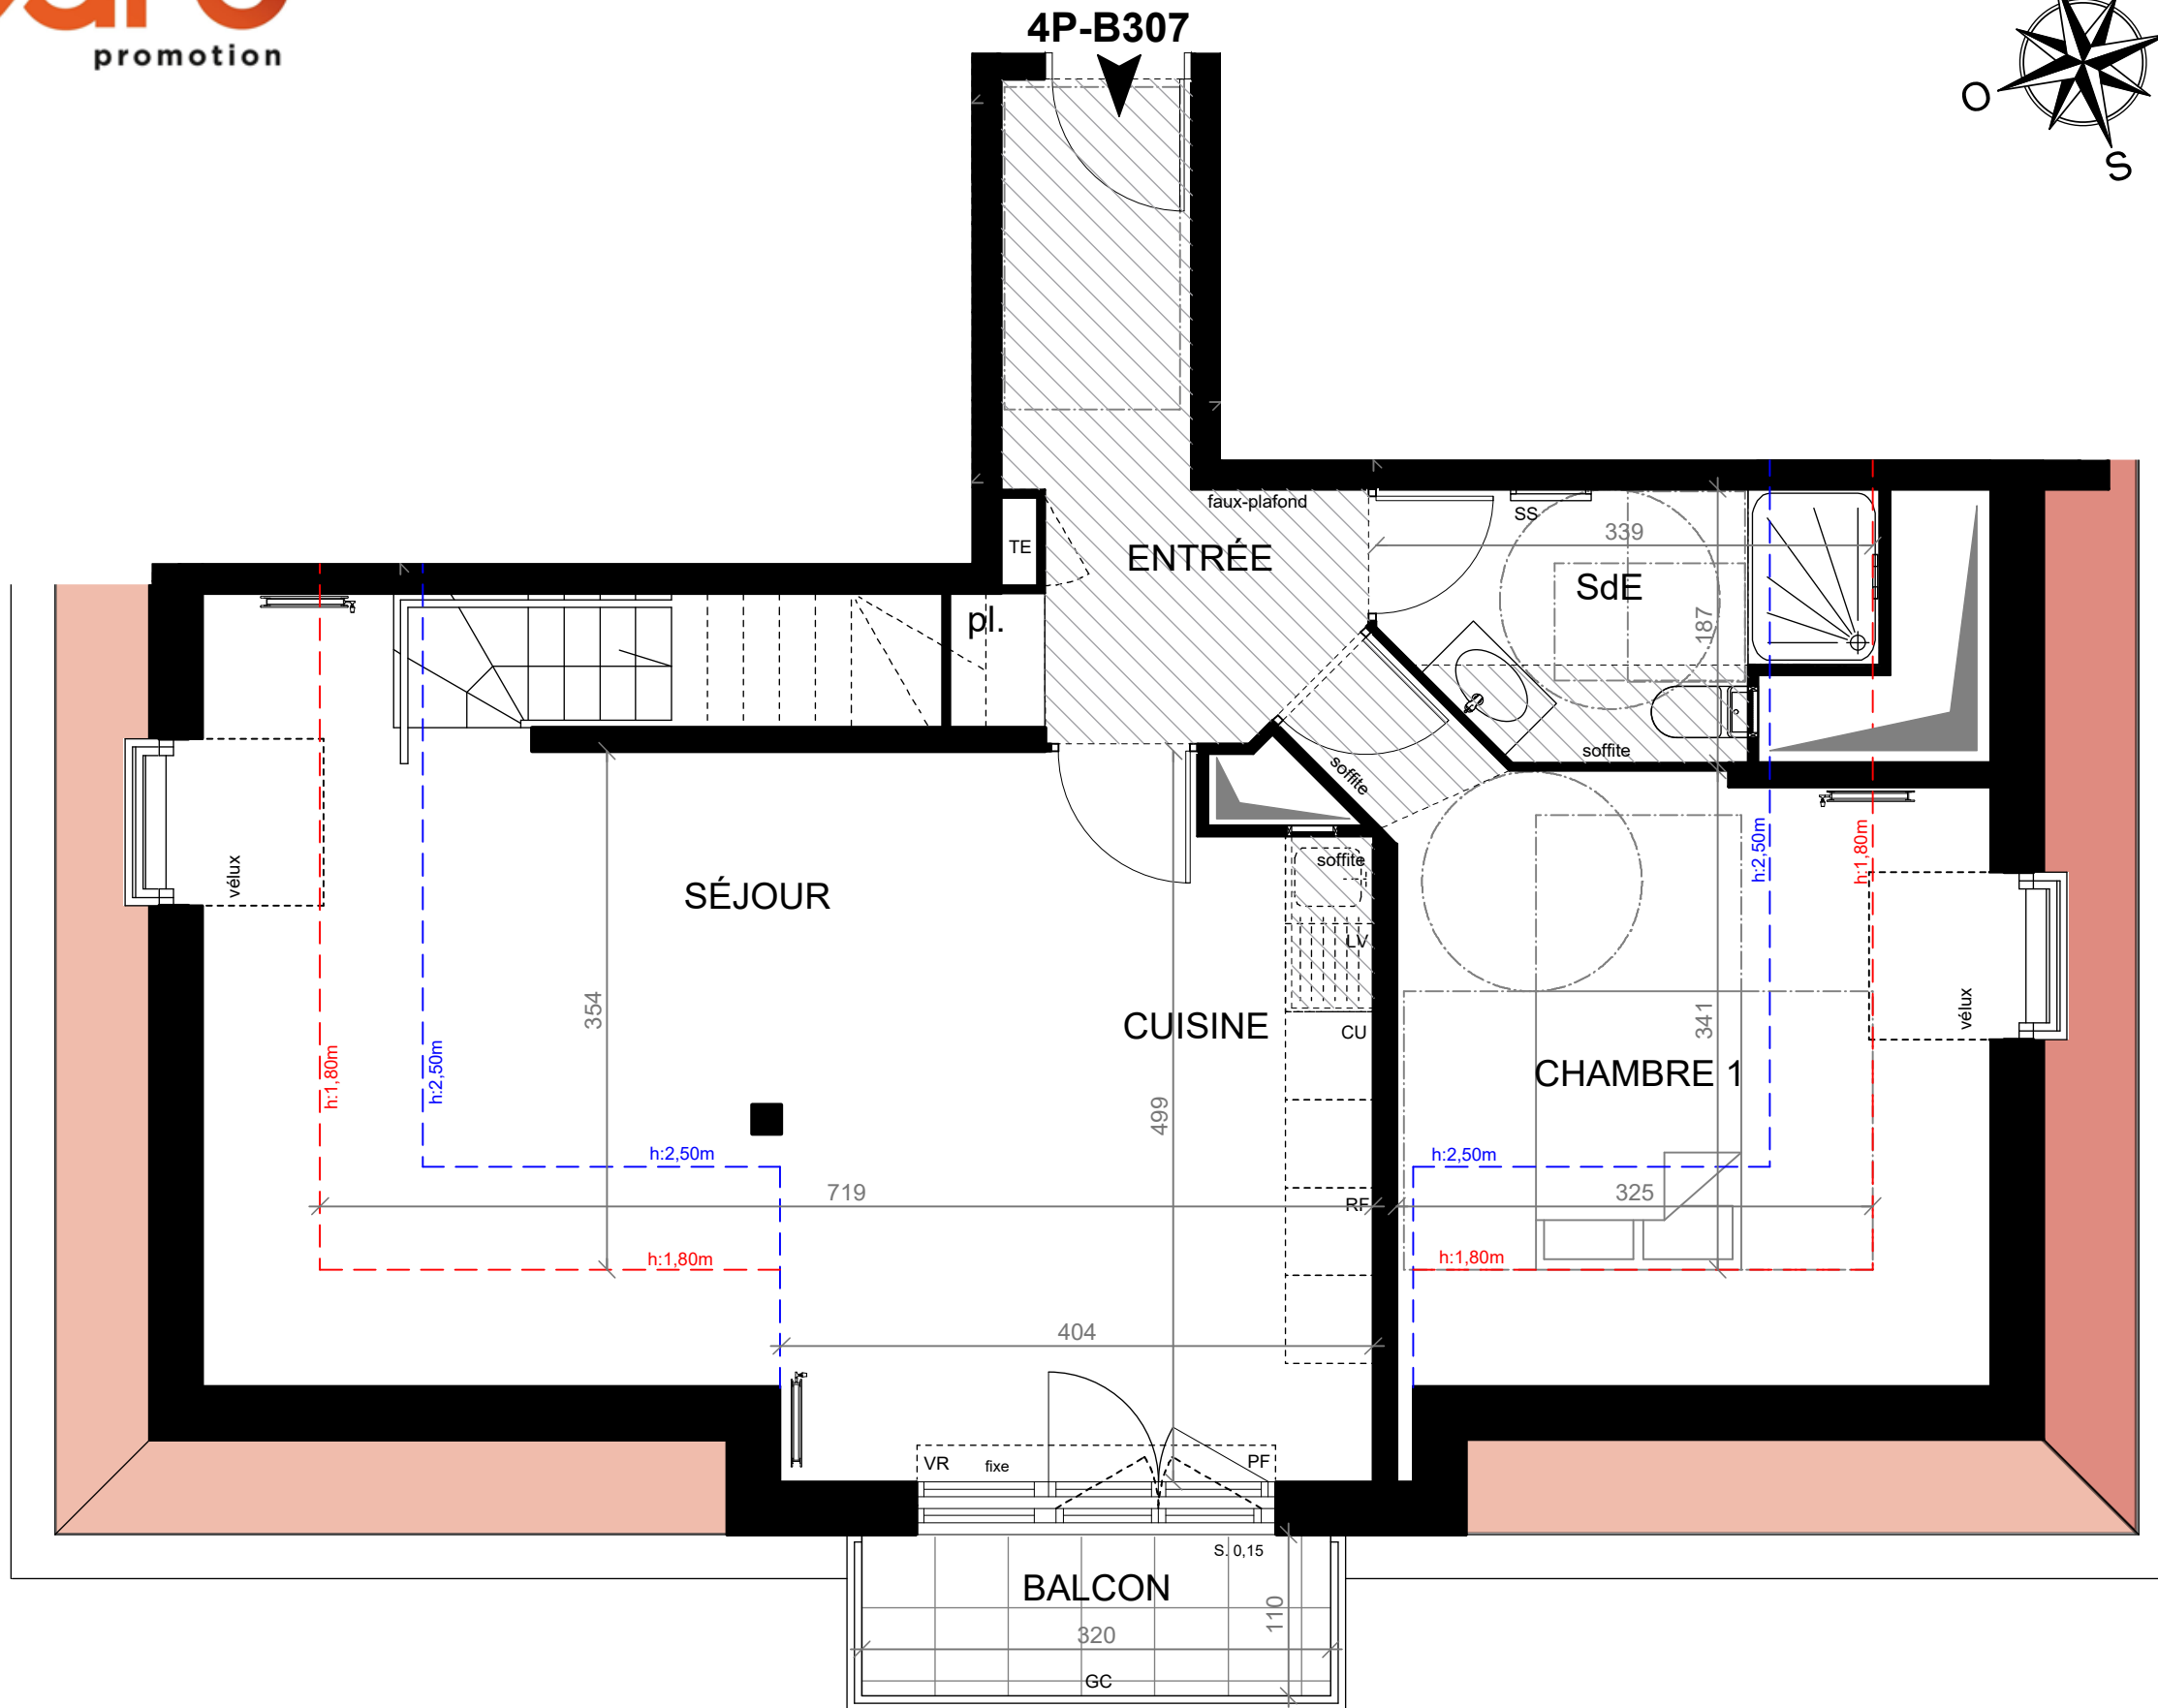 promotion
4P-B307
O
S
faux-plafond
SS
TE
ENTRÉE
339
SdE
pl.
187
soffite
soffite
h:2,50m
h:1,80m
vélux
soffite
SÉJOUR
LV
354
CUISINE
CU
341
vélux
h:1,80m
h:2,50m
CHAMBRE 1
499
h:2,50m
h:2,50m
719
RF
325
h:1,80m
h:1,80m
404
VR
fixe
PF
S. 0,15
BALCON
110
320
GC